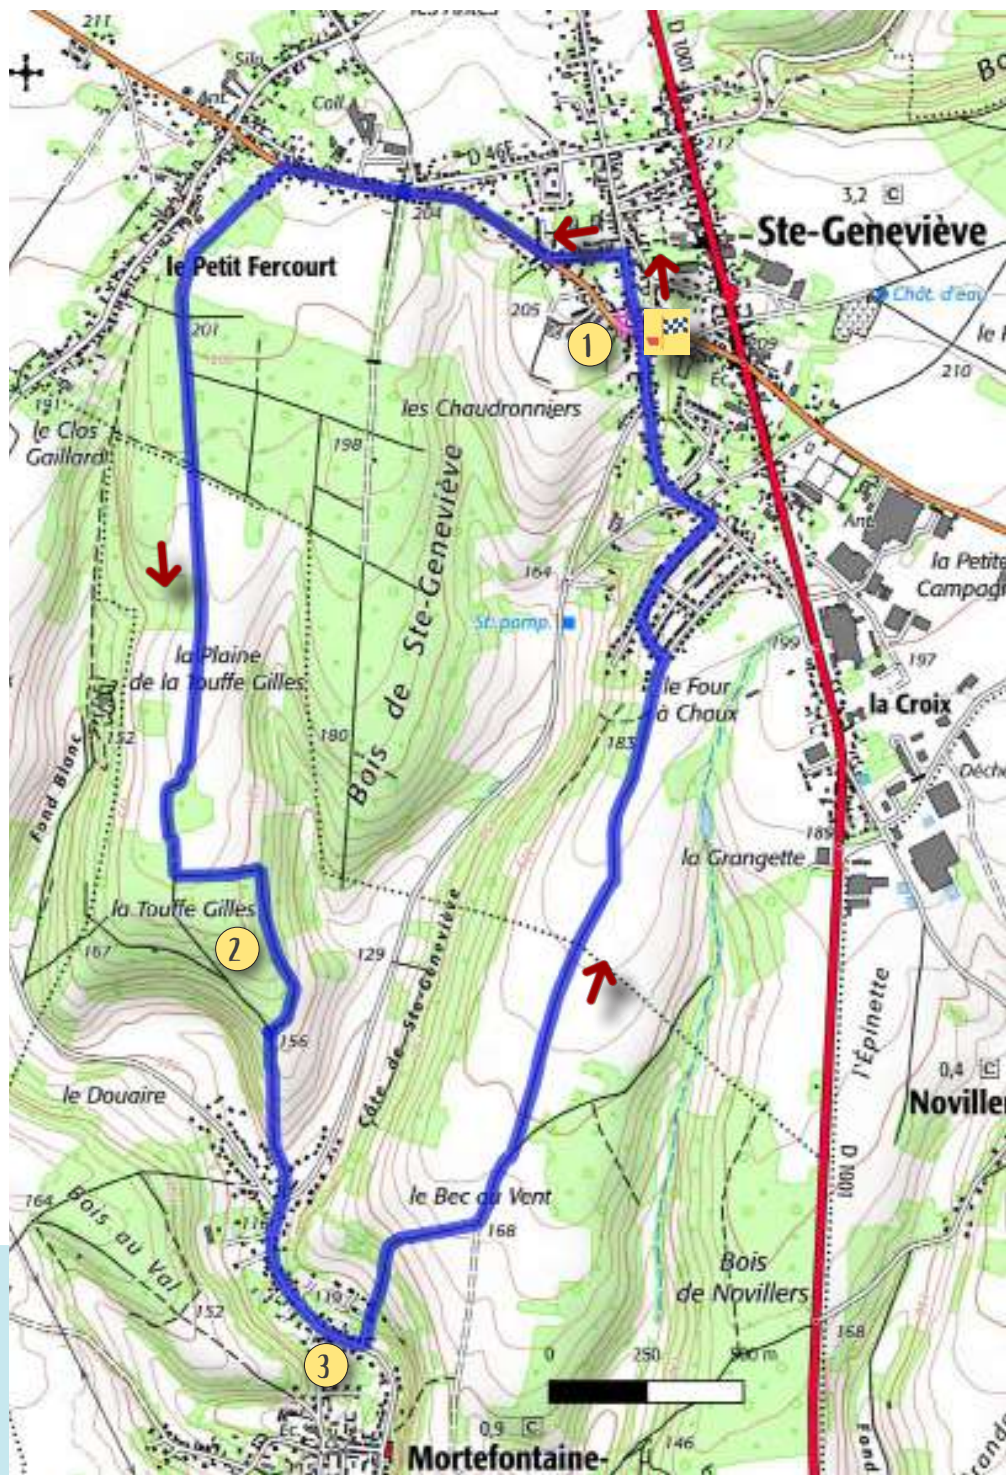 211
Silo
Ant.
Coll.
D 1001
D 46E
212
3,2 C
204
Ste-Geneviève
le Petit Fercourt
Chât. d'eau
205
201
1
209
Éc.
210
191
les Chaudronniers
le Clos
Gaillard
198
Ant.
164
la Petite
St. pomp.
Bois de Ste-Geneviève
199
197
la Plaine
de la Touffe Gilles
le Four
à Chaux
la Croix
152
180
183
Fond Blanc
189
la Grangette
la Touffe Gilles
2
167
129
Côte de Ste-Geneviève
156
l'Épinette
0,4 C
le Douaire
D 1001
164
Bois au Val
le Bec au Vent
168
Bois
de Novillers
119
152
168
3
0
250
500 m
Éc.
0,9 C
146
Mortefontaine-